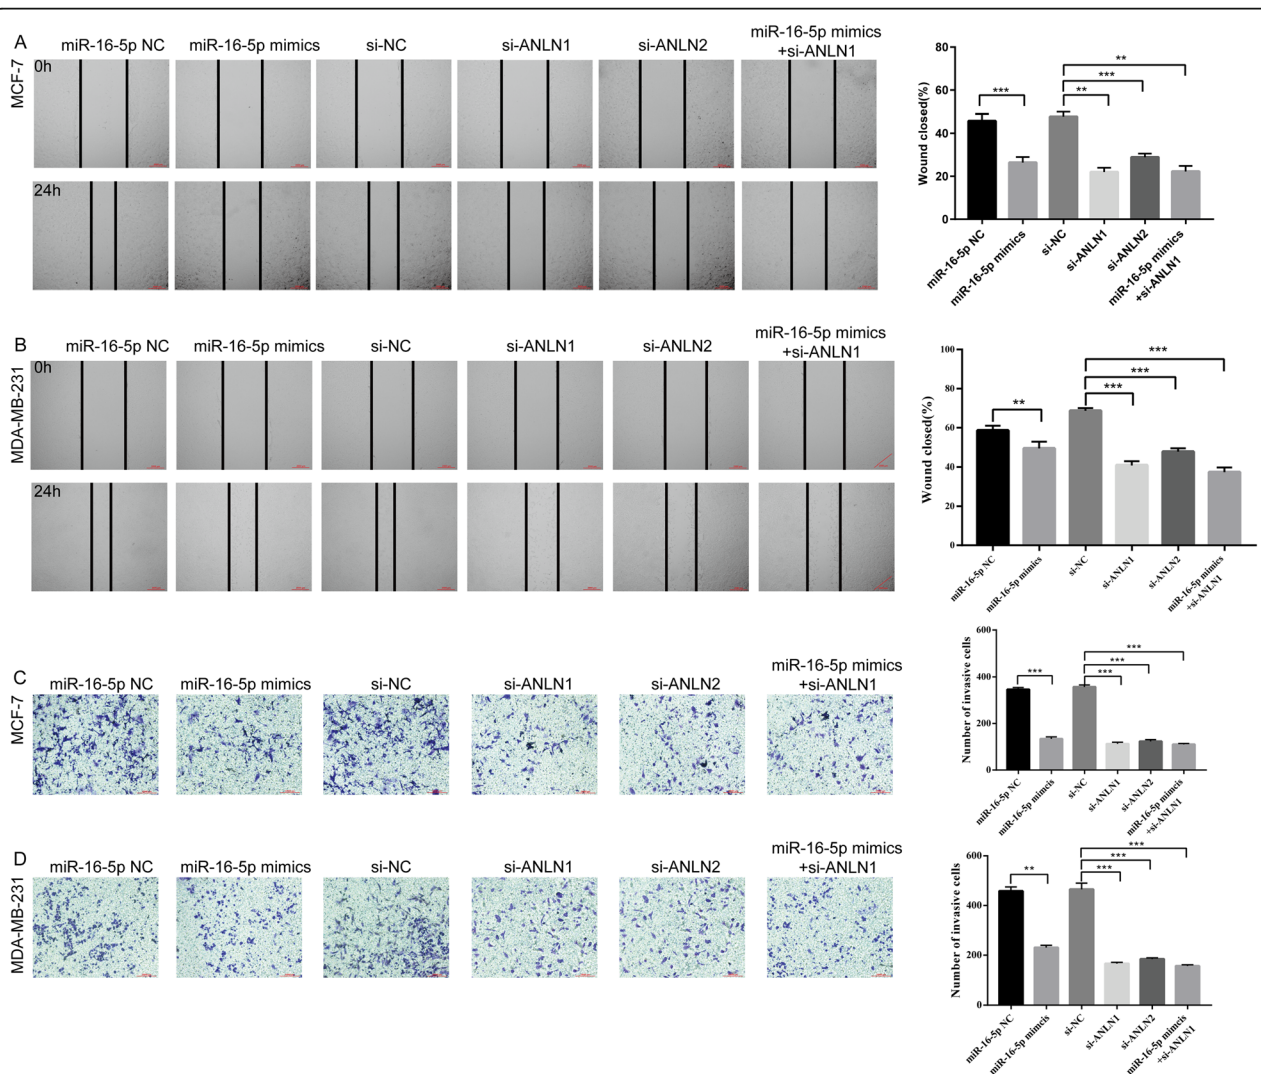 A
miR-16-5p NC
miR-16-5p mimics
si-NC
si-ANLN1
si-ANLN2
miR-16-5p mimics
+si-ANLN1
MCF-7
0h
24h
Wound closed(%)
80
60
40
20
0
***
**
***
**
miR-16-5p NC
miR-16-5p mimics
si-NC
si-ANLN1
si-ANLN2
miR-16-5p mimics
+si-ANLN1
B
miR-16-5p NC
miR-16-5p mimics
si-NC
si-ANLN1
si-ANLN2
miR-16-5p mimics
+si-ANLN1
MDA-MB-231
0h
24h
Wound closed(%)
100
80
60
40
20
0
**
***
***
***
miR-16-5p NC
miR-16-5p mimics
si-NC
si-ANLN1
si-ANLN2
miR-16-5p mimics
+si-ANLN1
C
miR-16-5p NC
miR-16-5p mimics
si-NC
si-ANLN1
si-ANLN2
miR-16-5p mimics
+si-ANLN1
MCF-7
Number of invasive cells
600
400
200
0
***
***
***
***
miR-16-5p NC
miR-16-5p mimcis
si-NC
si-ANLN1
si-ANLN2
miR-16-5p mimcis
+si-ANLN1
D
miR-16-5p NC
miR-16-5p mimics
si-NC
si-ANLN1
si-ANLN2
miR-16-5p mimics
+si-ANLN1
MDA-MB-231
Number of invasive cells
600
400
200
0
**
***
***
***
miR-16-5p NC
miR-16-5p mimcis
si-NC
si-ANLN1
si-ANLN2
miR-16-5p mimcis
+si-ANLN1